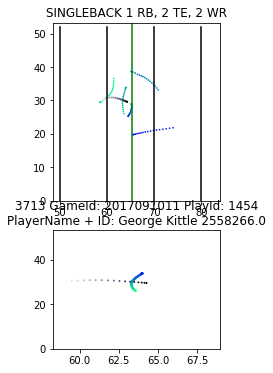 SINGLEBACK 1 RB, 2 TE, 2 WR
50
40
30
20
10
0
50 60 70 80
3713 GameId: 2017091011 PlayId: 1454
PlayerName + ID: George Kittle 2558266.0
40
20
0
60.0 62.5 65.0 67.5